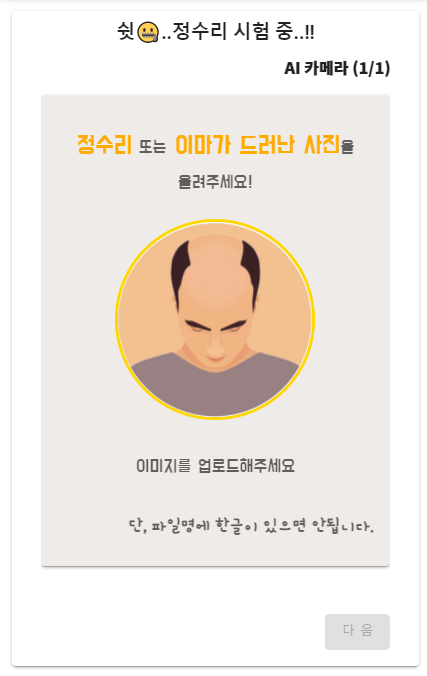 쉿🤐..정수리 시험 중..!!
AI 카메라 (1/1)
정수리 또는 이마가 드러난 사진을
올려주세요!
이미지를 업로드해주세요
단, 파일명에 한글이 있으면 안됩니다.
다 음